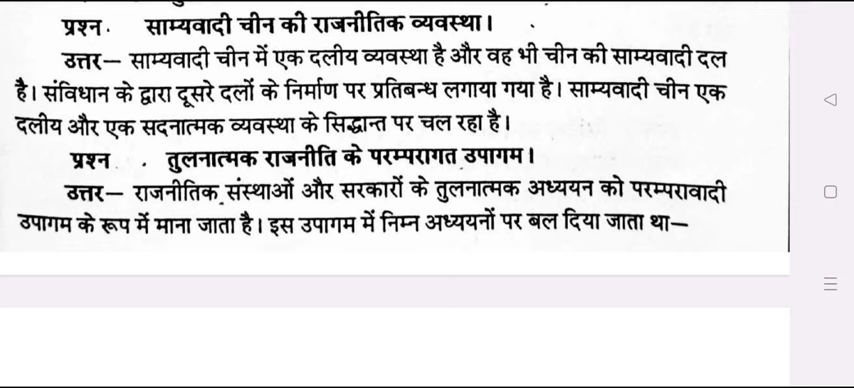 प्रश्न. साम्यवादी चीन की राजनीतिक व्यवस्था।
उत्तर— साम्यवादी चीन में एक दलीय व्यवस्था है और वह भी चीन की साम्यवादी दल
है। संविधान के द्वारा दूसरे दलों के निर्माण पर प्रतिबन्ध लगाया गया है। साम्यवादी चीन एक
दलीय और एक सदनात्मक व्यवस्था के सिद्धान्त पर चल रहा है।
प्रश्न . तुलनात्मक राजनीति के परम्परागत उपागम।
उत्तर— राजनीतिक संस्थाओं और सरकारों के तुलनात्मक अध्ययन को परम्परावादी
उपागम के रूप में माना जाता है। इस उपागम में निम्न अध्ययनों पर बल दिया जाता था—